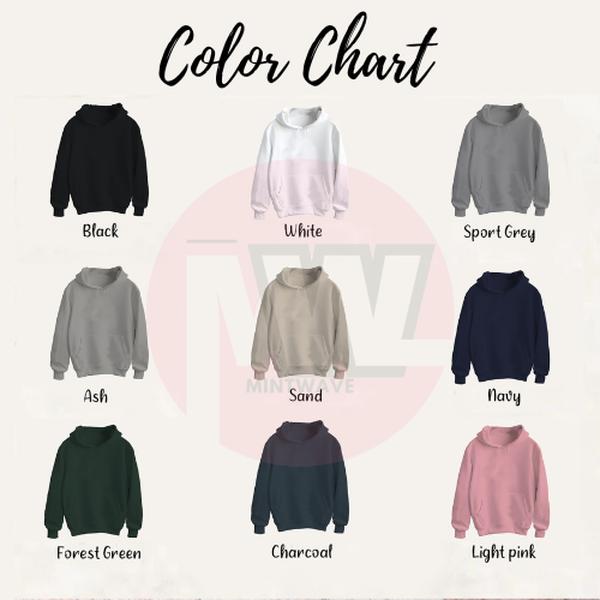 Color Chart
Black
White
Sport Grey
Ash
Sand
Navy
MINTWAVE
Forest Green
Charcoal
Light pink